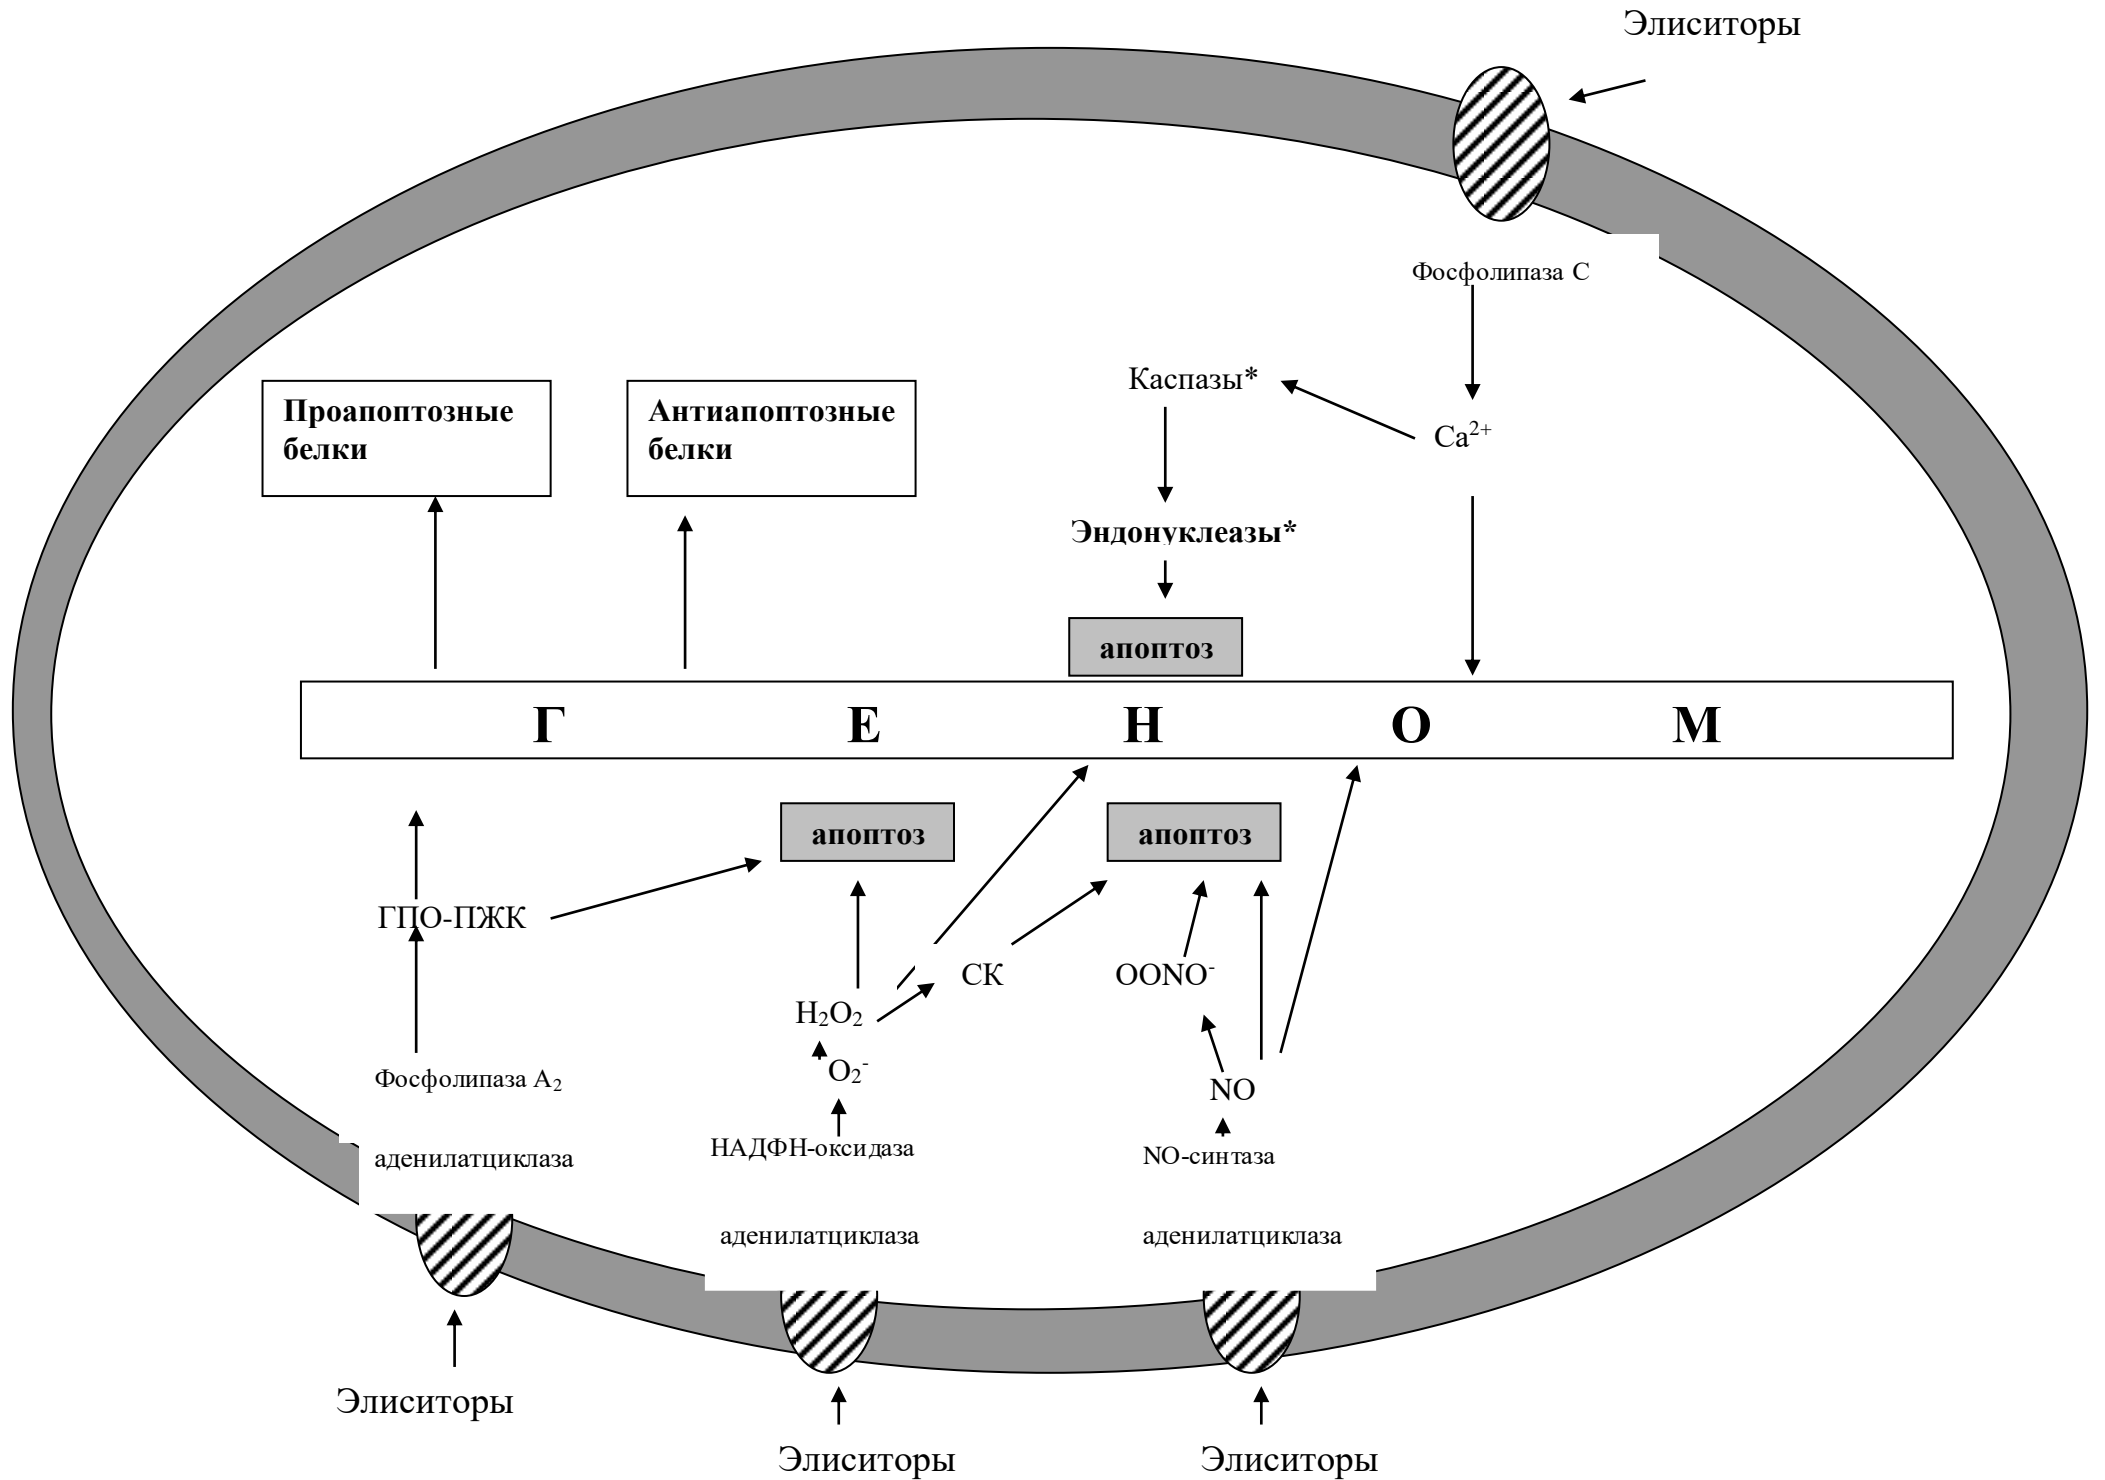 Элиситоры
Фосфолипаза С
Каспазы*
Проапоптозные
белки
Антиапоптозные
белки
Ca²⁺
Эндонуклеазы*
апоптоз
Г Е Н О М
апоптоз
апоптоз
ГПО-ПЖК
СК
OONO⁻
H₂O₂
O₂⁻
Фосфолипаза А₂
NO
НАДФН-оксидаза
NO-синтаза
аденилатциклаза
аденилатциклаза
аденилатциклаза
Элиситоры
Элиситоры
Элиситоры